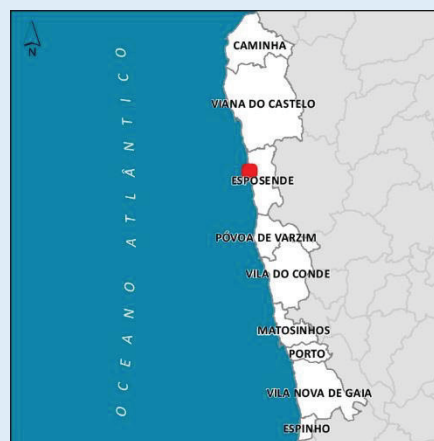 N
CAMINHA
VIANA DO CASTELO
ESPOSENDE
PÓVOA DE VARZIM
VILA DO CONDE
MATOSINHOS
PORTO
VILA NOVA DE GAIA
ESPINHO
OCEANO ATLÂNTICO